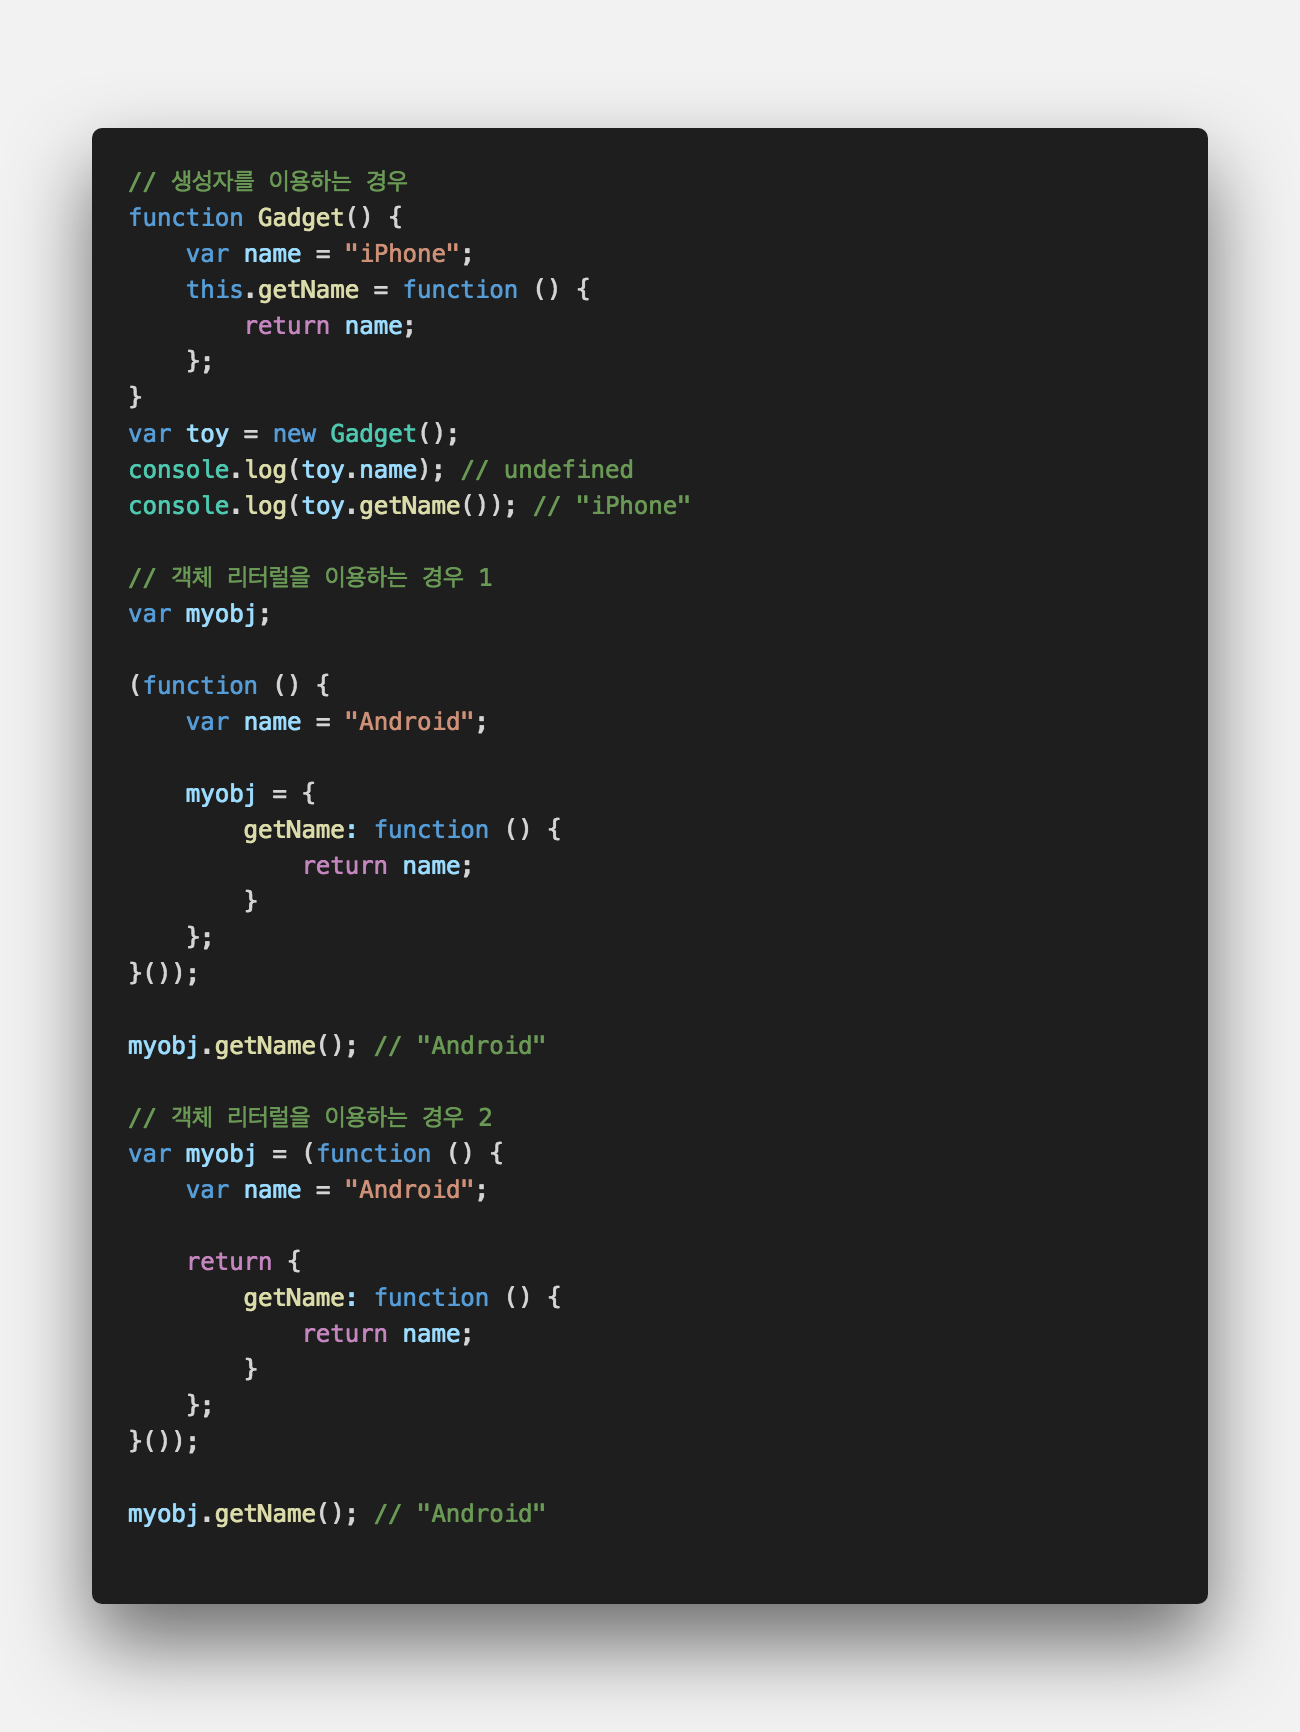 // 생성자를 이용하는 경우
function Gadget() {
    var name = "iPhone";
    this.getName = function () {
        return name;
    };
}
var toy = new Gadget();
console.log(toy.name); // undefined
console.log(toy.getName()); // "iPhone"

// 객체 리터럴을 이용하는 경우 1
var myobj;

(function () {
    var name = "Android";

    myobj = {
        getName: function () {
            return name;
        }
    };
}());

myobj.getName(); // "Android"

// 객체 리터럴을 이용하는 경우 2
var myobj = (function () {
    var name = "Android";

    return {
        getName: function () {
            return name;
        }
    };
}());

myobj.getName(); // "Android"